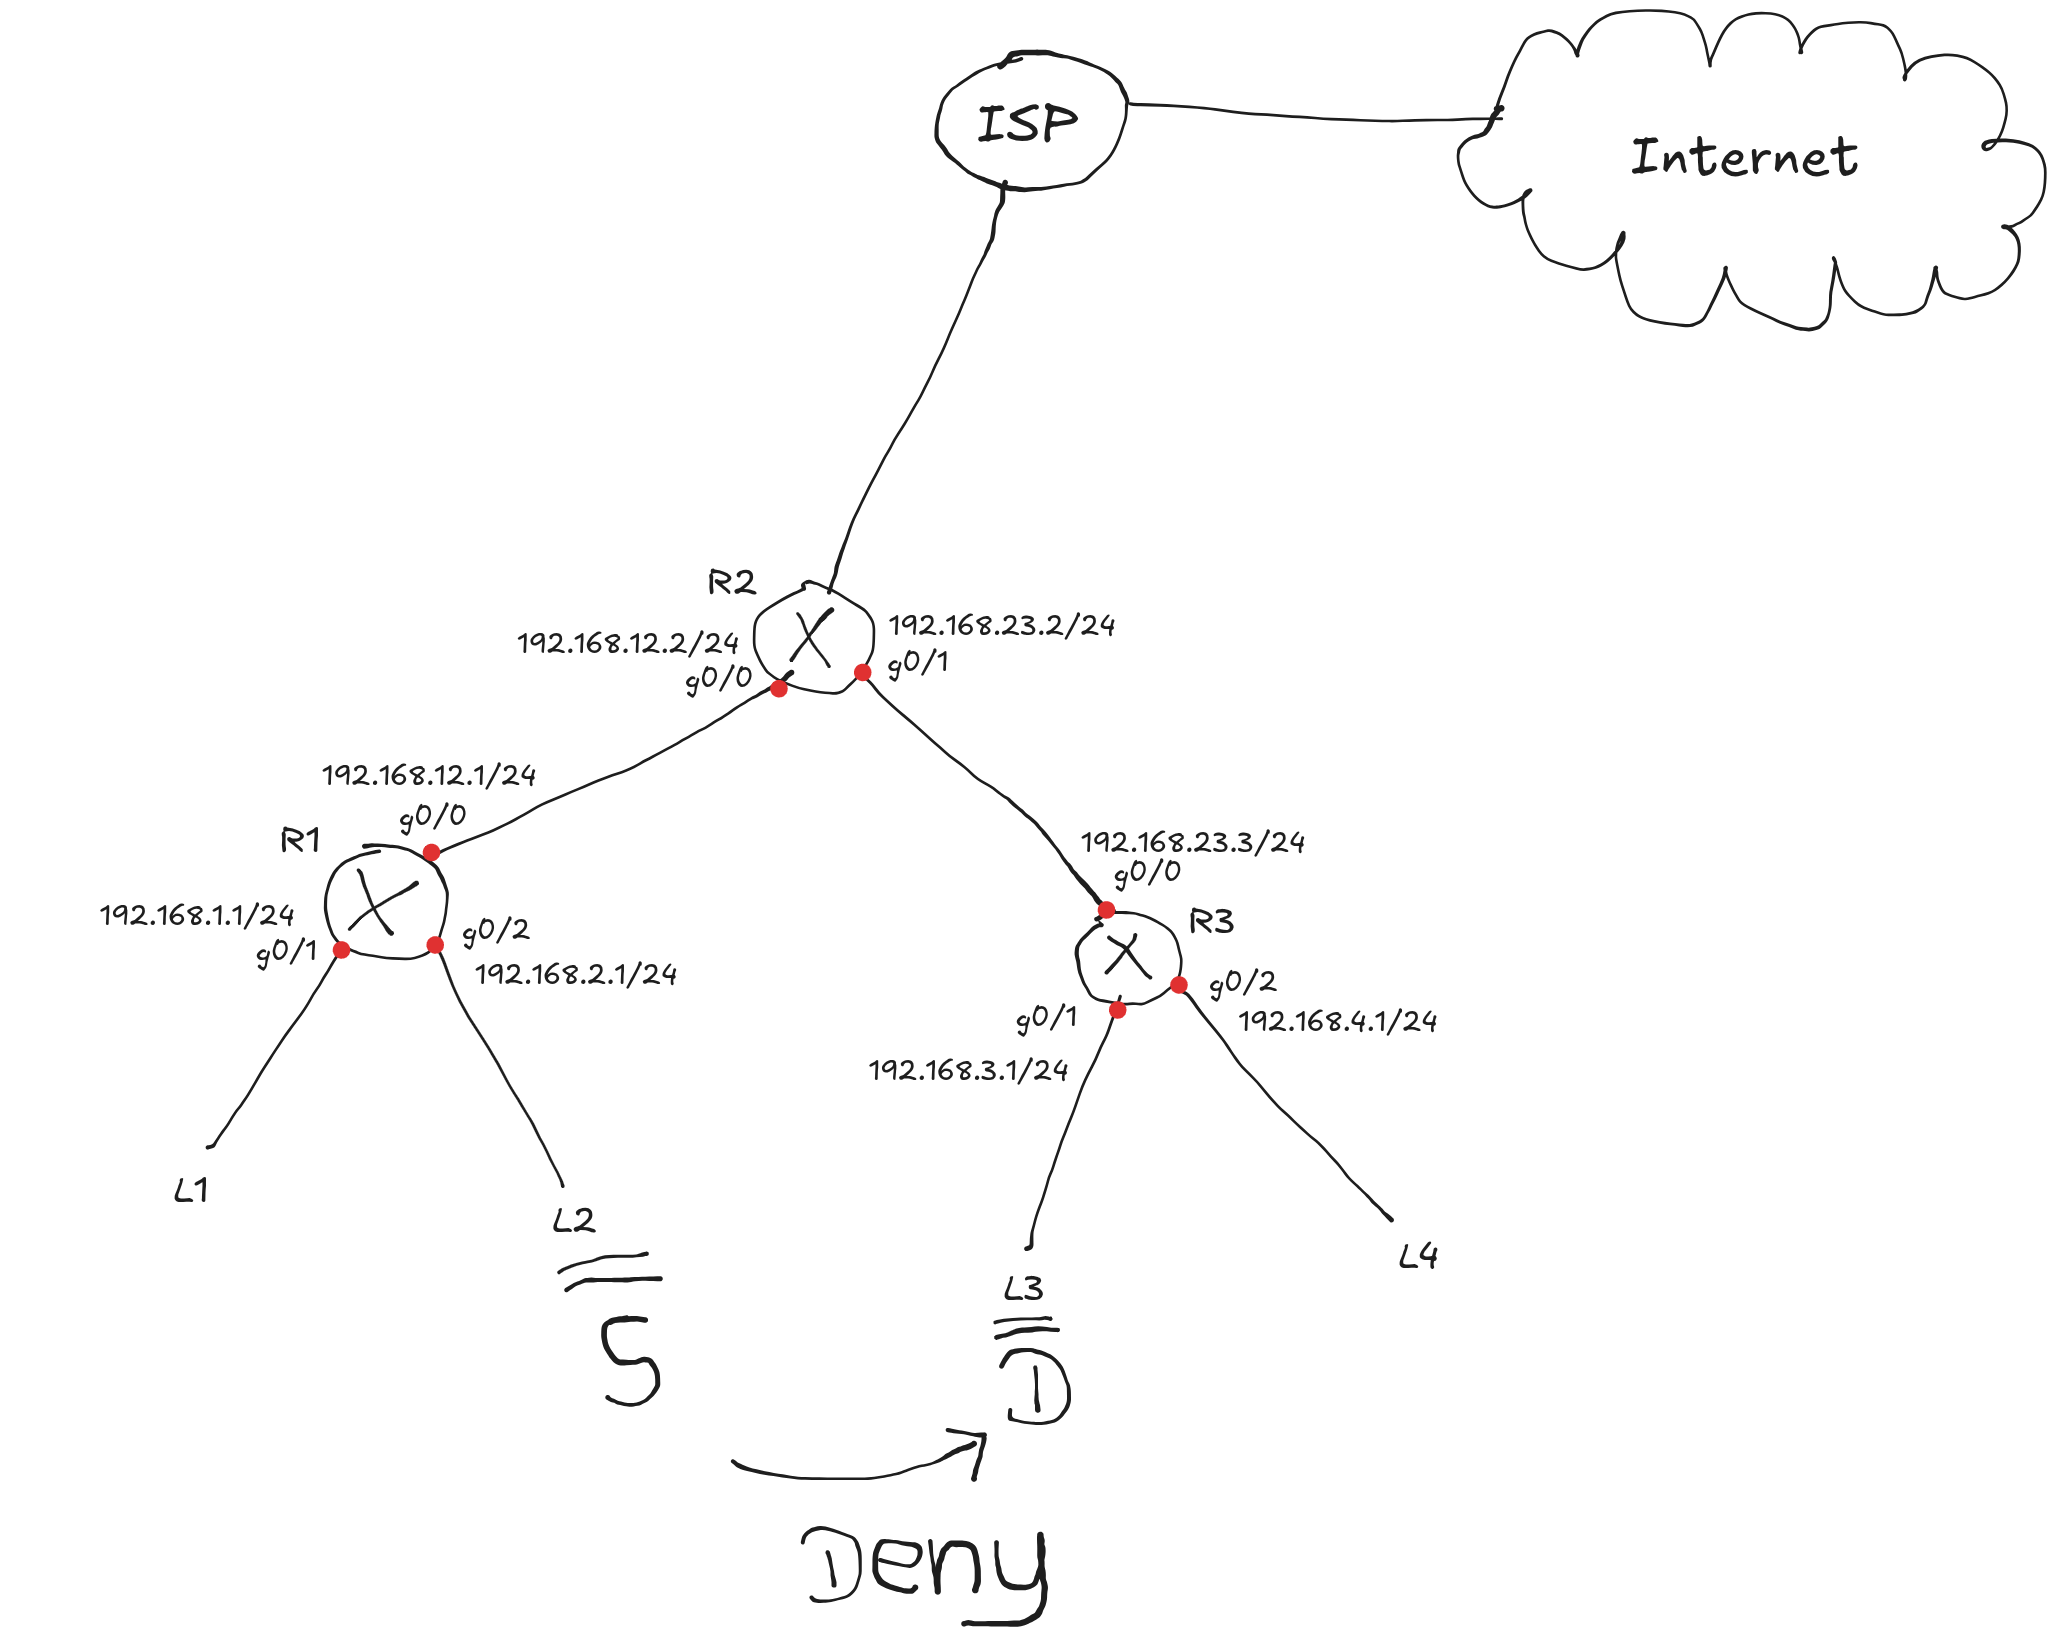 ISP
Internet
R2
192.168.12.2/24
g0/0
192.168.23.2/24
g0/1
192.168.12.1/24
g0/0
R1
192.168.1.1/24
g0/1
g0/2
192.168.2.1/24
192.168.23.3/24
g0/0
R3
g0/2
192.168.4.1/24
g0/1
192.168.3.1/24
L1
L2
L3
L4
S
D
Deny